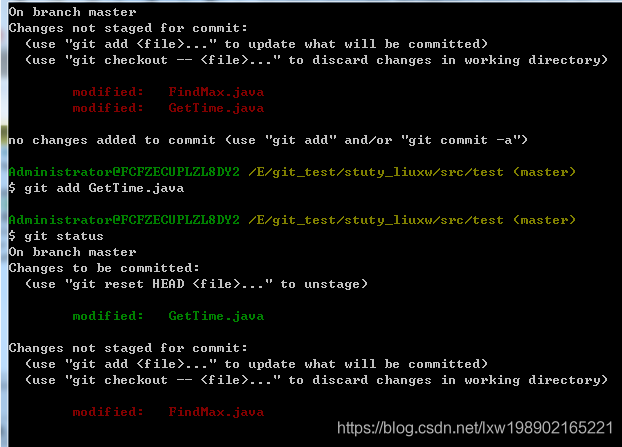 On branch master
Changes not staged for commit:
  (use "git add <file>..." to update what will be committed)
  (use "git checkout -- <file>..." to discard changes in working directory)
        modified:   FindMax.java
        modified:   GetTime.java
no changes added to commit (use "git add" and/or "git commit -a")
Administrator@FCFZECUPLZL8DY2 /E/git_test/stuty_liuxw/src/test (master)
$ git add GetTime.java
Administrator@FCFZECUPLZL8DY2 /E/git_test/stuty_liuxw/src/test (master)
$ git status
On branch master
Changes to be committed:
  (use "git reset HEAD <file>..." to unstage)
        modified:   GetTime.java
Changes not staged for commit:
  (use "git add <file>..." to update what will be committed)
  (use "git checkout -- <file>..." to discard changes in working directory)
        modified:   FindMax.java
https://blog.csdn.net/lxw198902165221